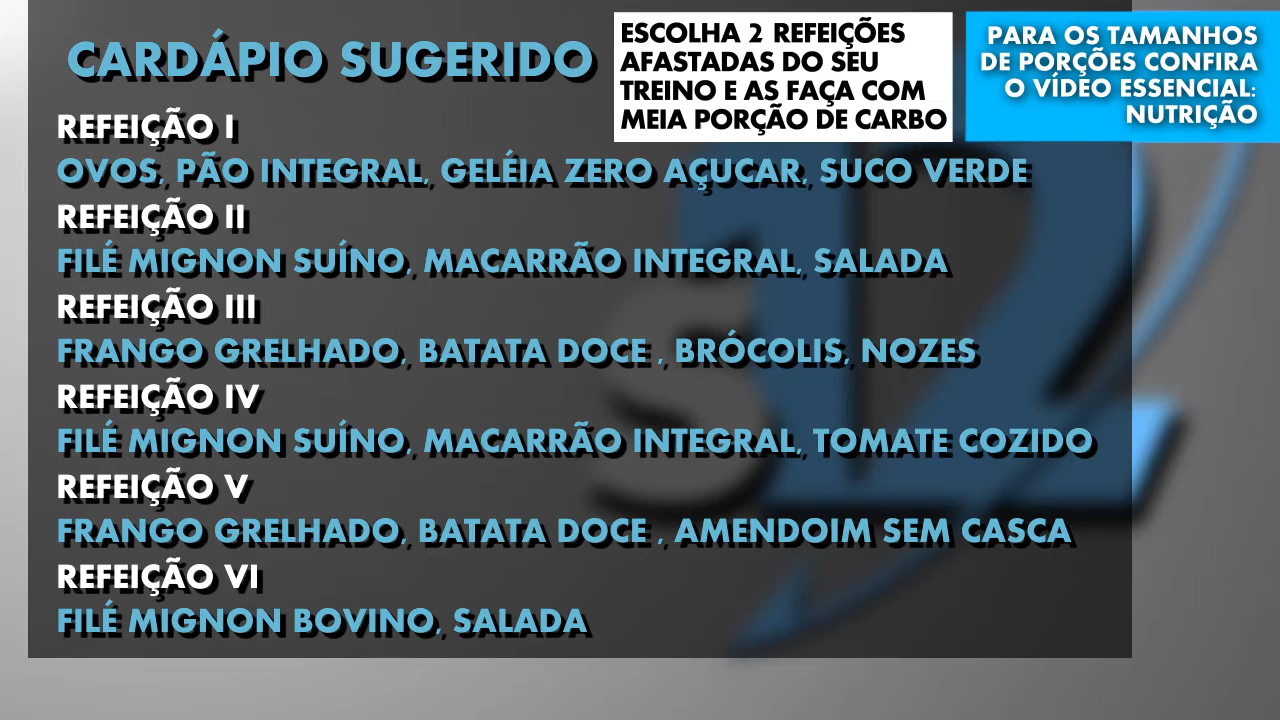 CARDÁPIO SUGERIDO
ESCOLHA 2 REFEIÇÕES
AFASTADAS DO SEU
TREINO E AS FAÇA COM
MEIA PORÇÃO DE CARBO
PARA OS TAMANHOS
DE PORÇÕES CONFIRA
O VÍDEO ESSENCIAL:
NUTRIÇÃO
REFEIÇÃO I
OVOS, PÃO INTEGRAL, GELÉIA ZERO AÇUCAR, SUCO VERDE
REFEIÇÃO II
FILÉ MIGNON SUÍNO, MACARRÃO INTEGRAL, SALADA
REFEIÇÃO III
FRANGO GRELHADO, BATATA DOCE , BRÓCOLIS, NOZES
REFEIÇÃO IV
FILÉ MIGNON SUÍNO, MACARRÃO INTEGRAL, TOMATE COZIDO
REFEIÇÃO V
FRANGO GRELHADO, BATATA DOCE , AMENDOIM SEM CASCA
REFEIÇÃO VI
FILÉ MIGNON BOVINO, SALADA
S12